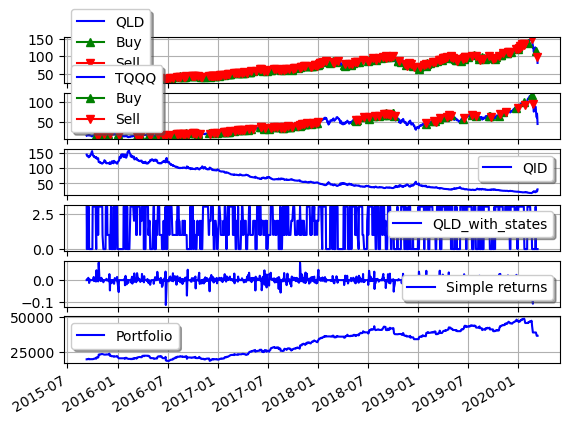 QLD
Buy
Sell
150
100
50
TQQQ
Buy
Sell
100
50
150
100
50
QID
2.5
0.0
QLD_with_states
0.0
−0.1
Simple returns
50000
25000
Portfolio
2015-07
2016-01
2016-07
2017-01
2017-07
2018-01
2018-07
2019-01
2019-07
2020-01